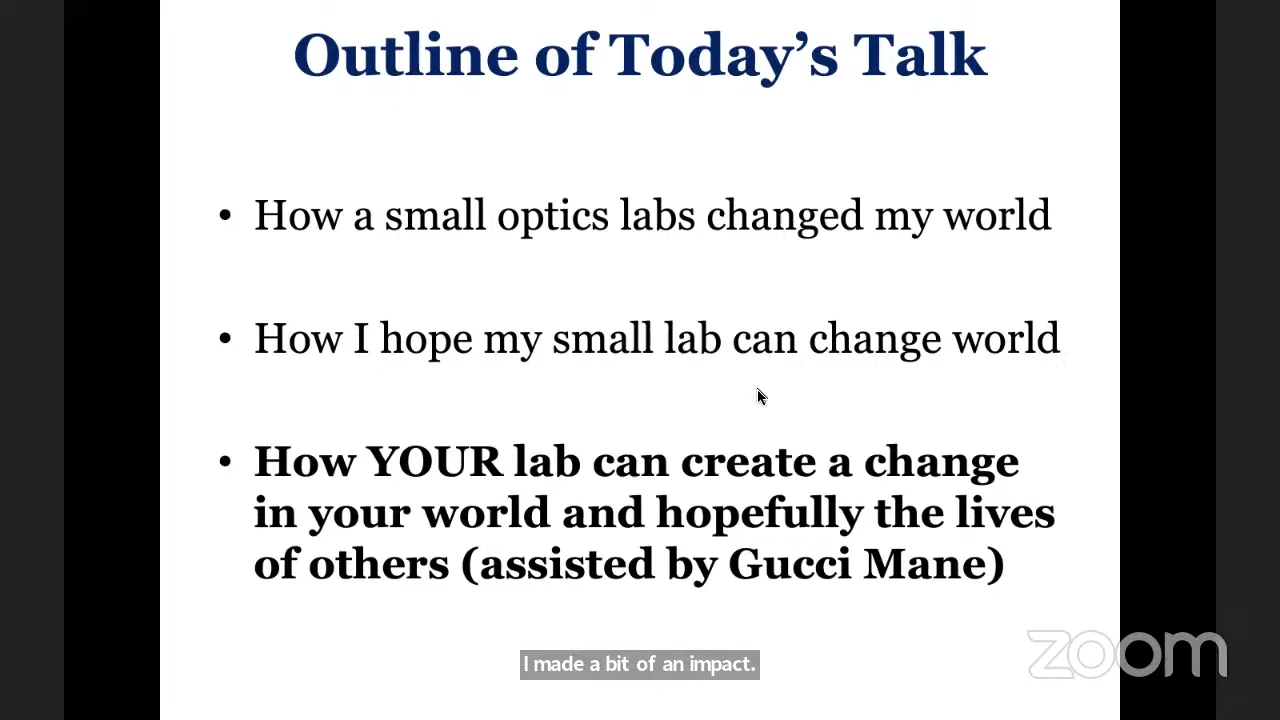 Outline of Today's Talk
• How a small optics labs changed my world
• How I hope my small lab can change world
• How YOUR lab can create a change
in your world and hopefully the lives
of others (assisted by Gucci Mane)
I made a bit of an impact.
zoom